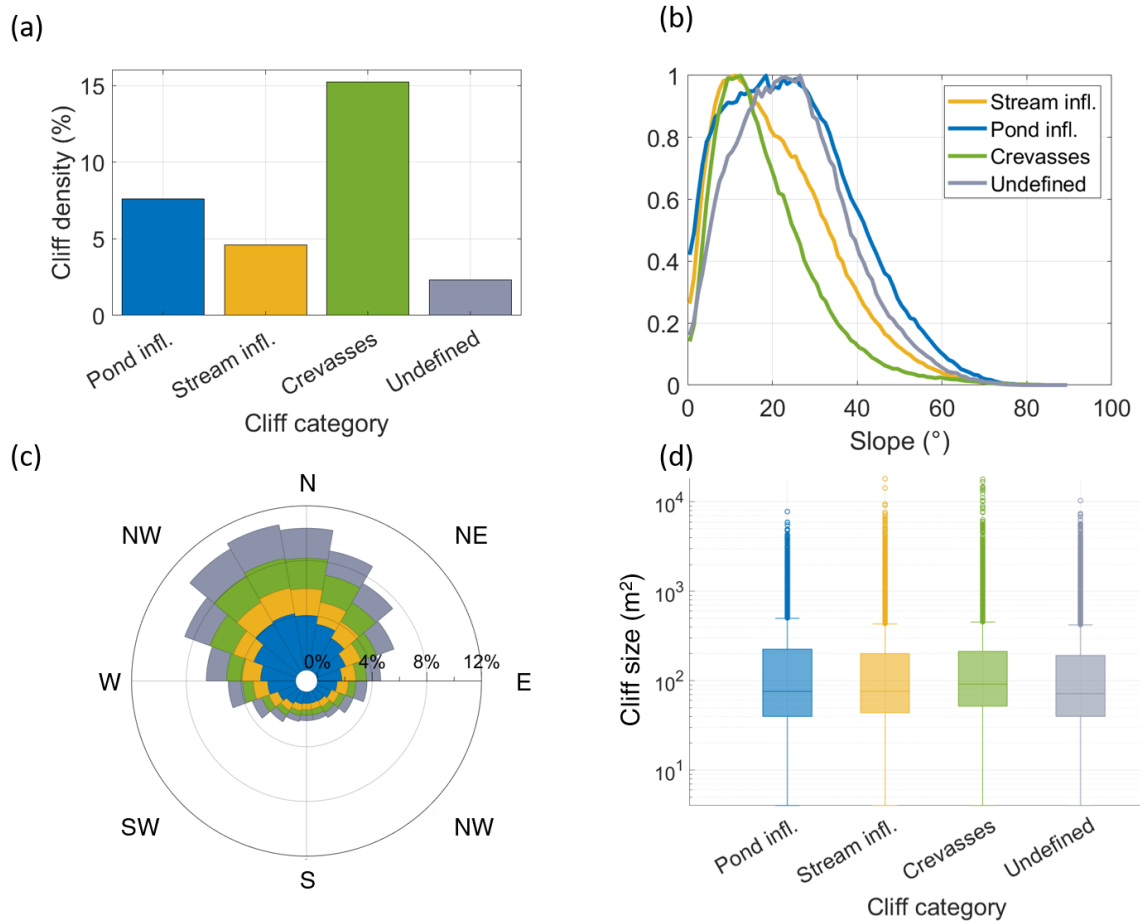 (a)
Cliff density (%)
15
10
5
0
Pond infl.
Stream infl.
Crevasses
Undefined
Cliff category
(b)
1
0.8
0.6
0.4
0.2
0
0
20
40
60
80
100
Slope (°)
Stream infl.
Pond infl.
Crevasses
Undefined
(c)
N
NW
NE
W
0% 4% 8% 12%
E
SW
NW
S
(d)
Cliff size (m²)
10⁴
10³
10²
10¹
Pond infl.
Stream infl.
Crevasses
Undefined
Cliff category